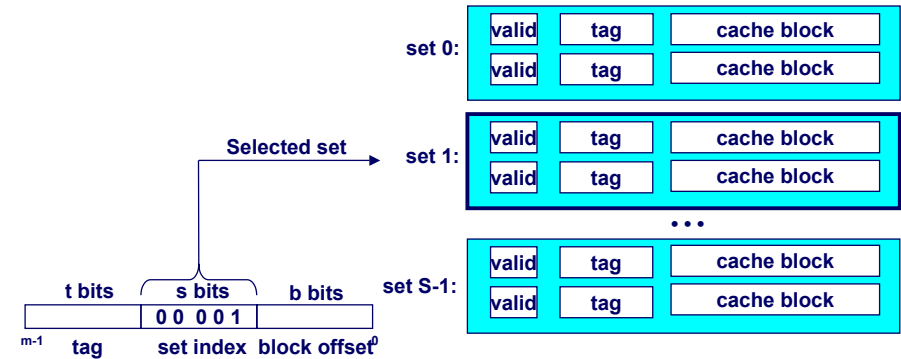 set 0:
valid tag cache block
valid tag cache block
Selected set
set 1:
valid tag cache block
valid tag cache block
• • •
set S-1:
valid tag cache block
valid tag cache block
t bits s bits b bits
0 0 0 0 1
m-1 tag set index block offset 0